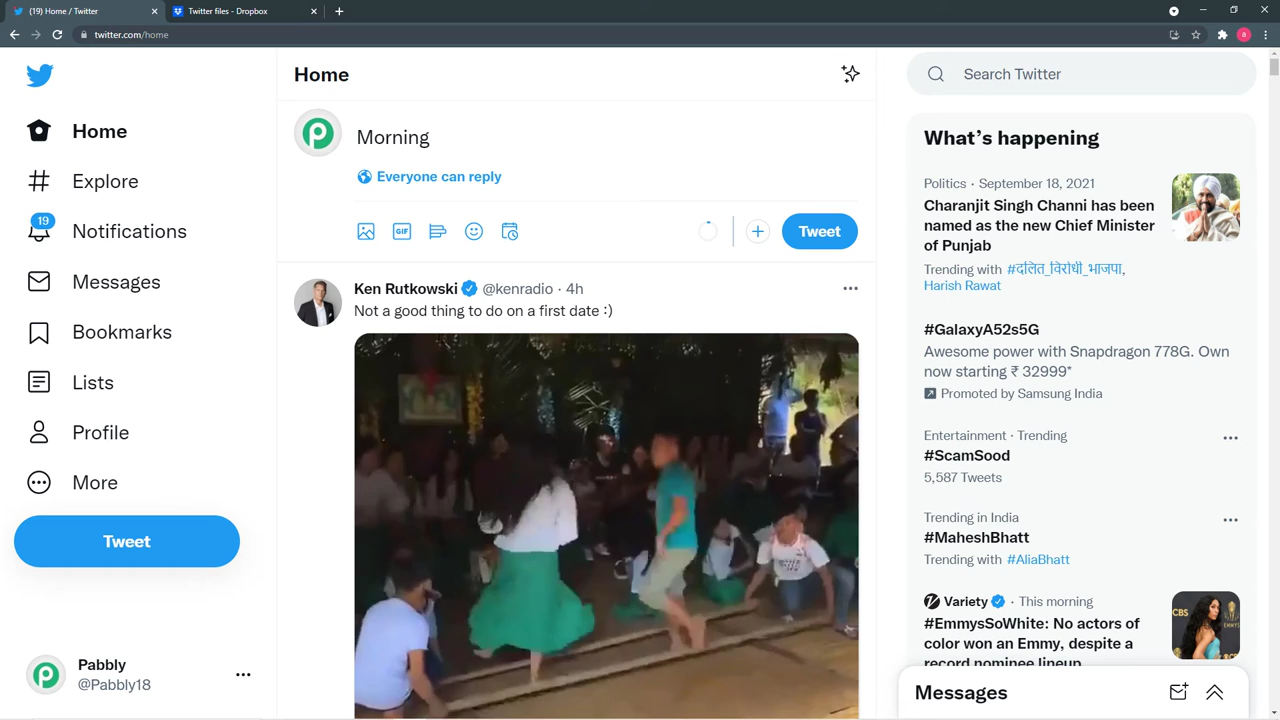 (19) Home / Twitter
Twitter files - Dropbox
twitter.com/home
a
Home
Explore
19
Notifications
Messages
Bookmarks
Lists
Profile
More
Tweet
Pabbly
@Pabbly18
Home
Morning
Everyone can reply
GIF
Tweet
Ken Rutkowski @kenradio · 4h
Not a good thing to do on a first date :)
Search Twitter
What's happening
Politics · September 18, 2021
Charanjit Singh Channi has been
named as the new Chief Minister
of Punjab
Trending with #दलित_विरोधी_भाजपा,
Harish Rawat
#GalaxyA52s5G
Awesome power with Snapdragon 778G. Own
now starting ₹ 32999*
Promoted by Samsung India
Entertainment · Trending
#ScamSood
5,587 Tweets
Trending in India
#MaheshBhatt
Trending with #AliaBhatt
Variety · This morning
#EmmysSoWhite: No actors of
color won an Emmy, despite a
record nominee lineup
CBS
Messages